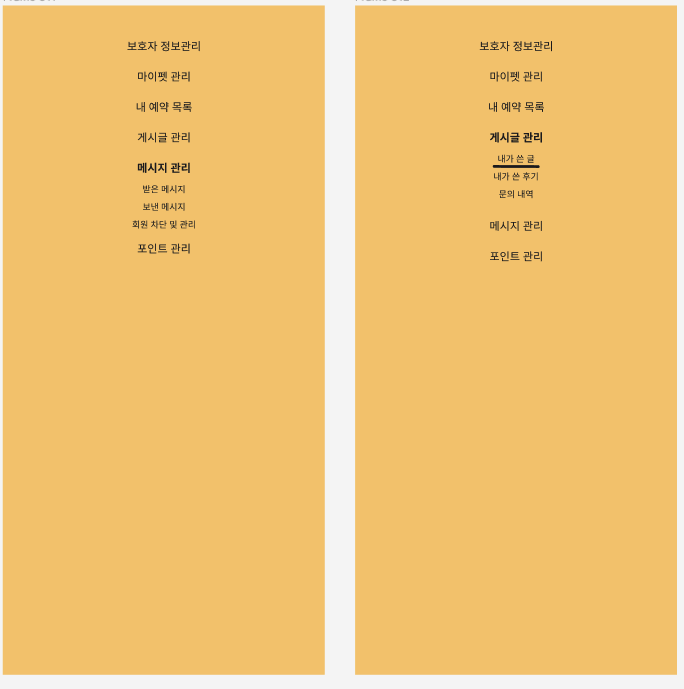 보호자 정보관리
마이펫 관리
내 예약 목록
게시글 관리
메시지 관리
받은 메시지
보낸 메시지
회원 차단 및 관리
포인트 관리
보호자 정보관리
마이펫 관리
내 예약 목록
게시글 관리
내가 쓴 글
내가 쓴 후기
문의 내역
메시지 관리
포인트 관리